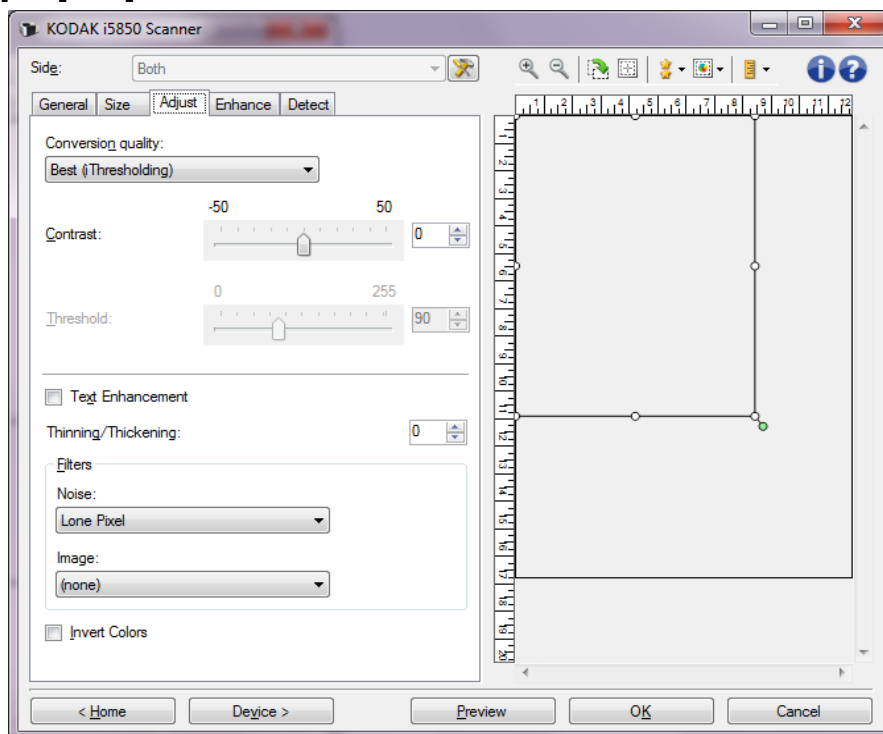 KODAK i5850 Scanner
Side: Both
General Size Adjust Enhance Detect
Conversion quality:
Best (iThresholding)
-50 50
Contrast: 0
0 255
Threshold: 90
Text Enhancement
Thinning/Thickening: 0
Filters
Noise:
Lone Pixel
Image:
(none)
Invert Colors
1 2 3 4 5 6 7 8 9 10 11 12
1
2
3
4
5
6
7
8
9
10
11
12
13
14
15
16
17
18
19
20
< Home Device > Preview OK Cancel